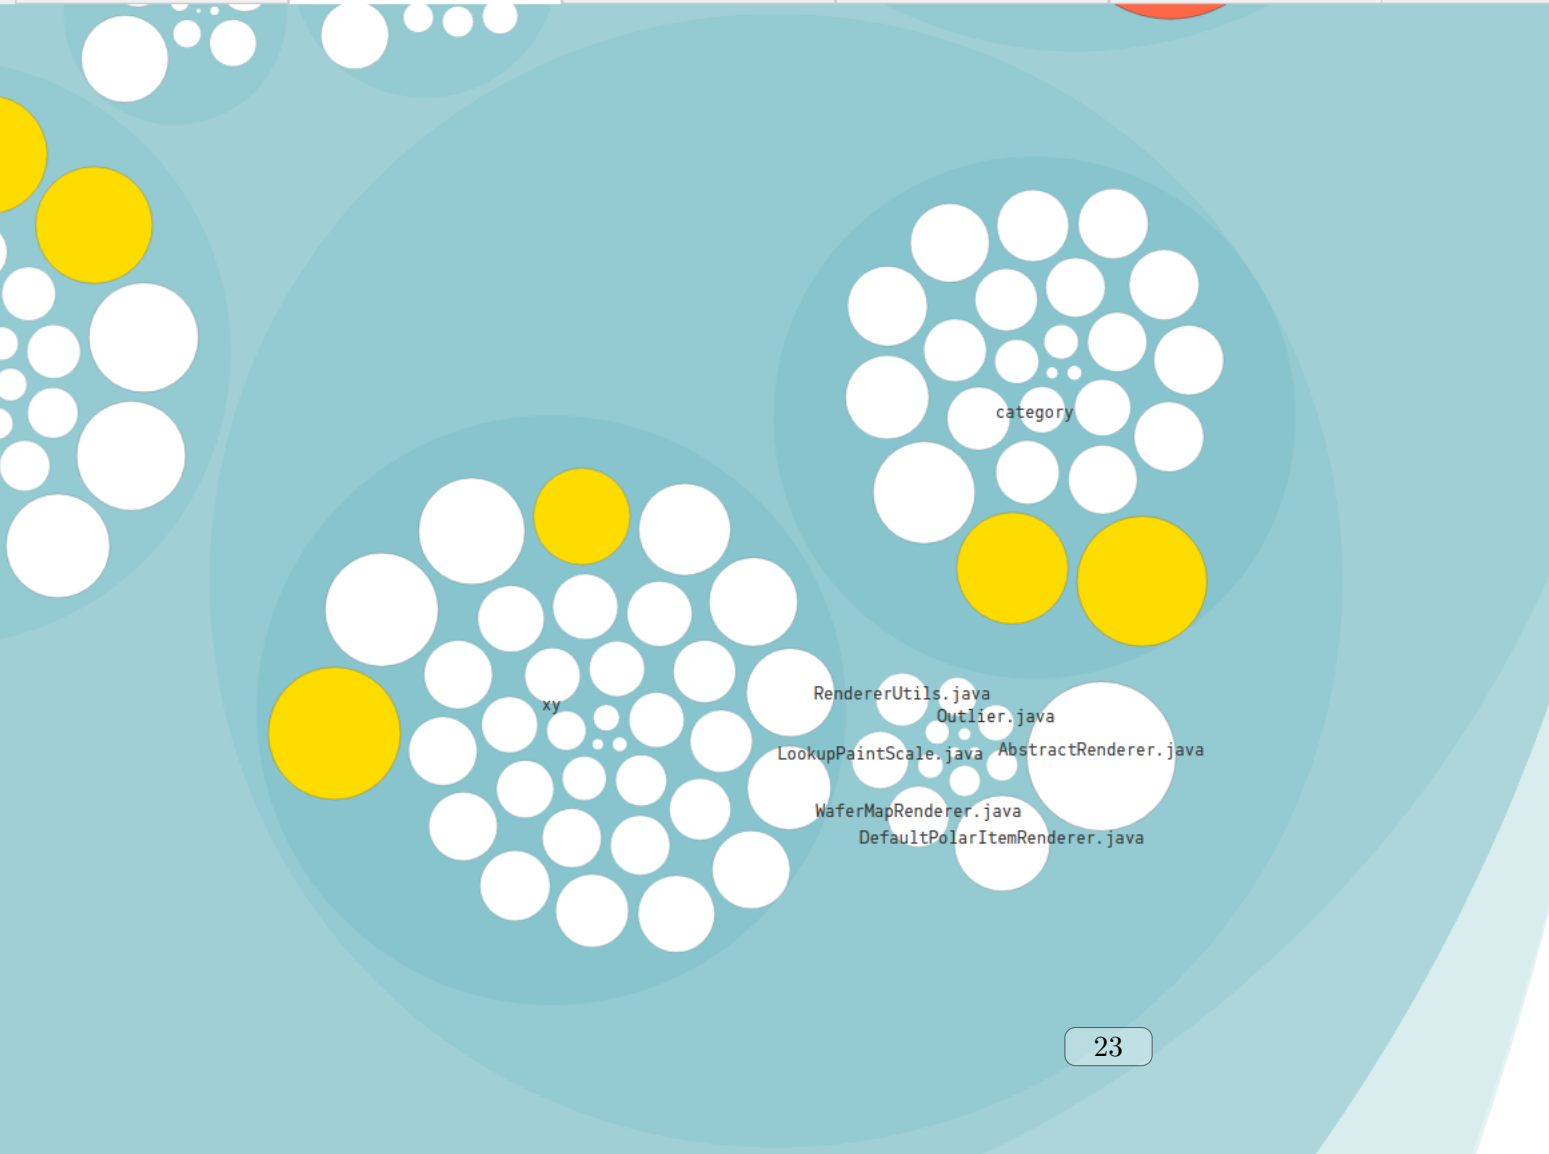 category
RendererUtils.java
xy
Outlier.java
LookupPaintScale.java
AbstractRenderer.java
WaferMapRenderer.java
DefaultPolarItemRenderer.java
23